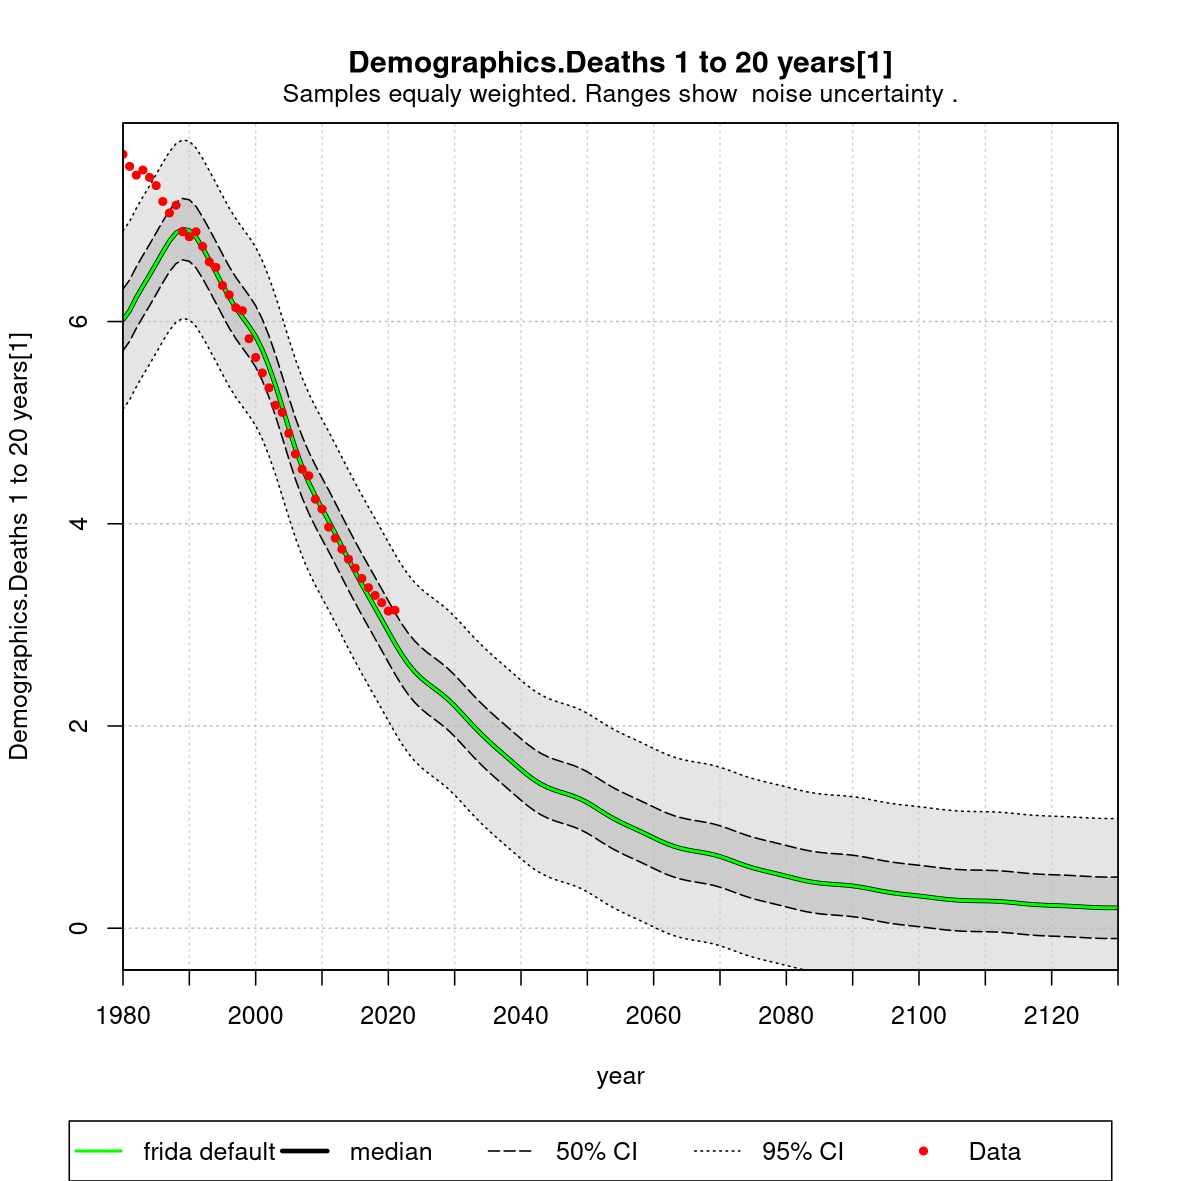 Demographics.Deaths 1 to 20 years[1]
Samples equaly weighted. Ranges show  noise uncertainty .
Demographics.Deaths 1 to 20 years[1]
6
4
2
0
1980 2000 2020 2040 2060 2080 2100 2120
year
frida default median 50% CI 95% CI Data